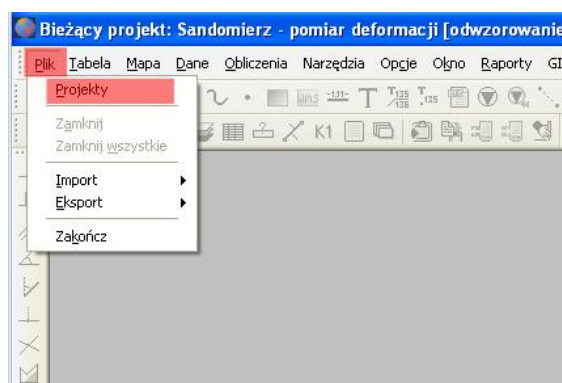 Bieżący projekt: Sandomierz - pomiar deformacji [odwzorowanie
Plik Tabela Mapa Dane Obliczenia Narzędzia Opcje Okno Raporty GI
Projekty
Zamknij
Zamknij wszystkie
Import
Eksport
Zakończ
T
K1